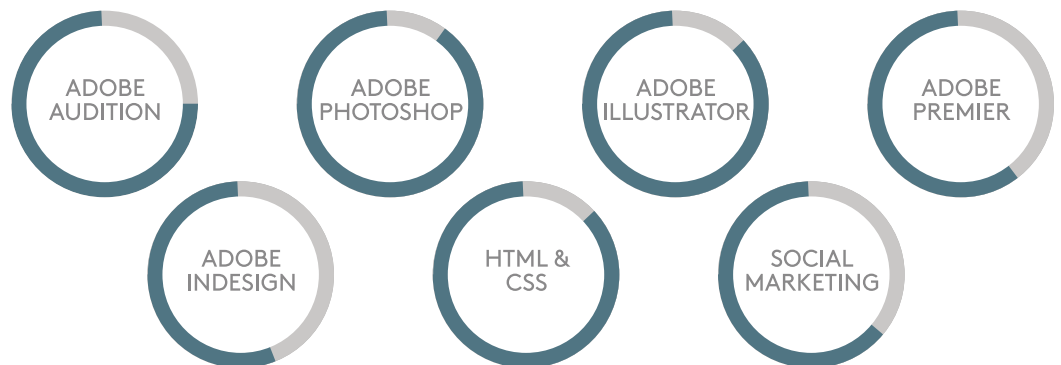 ADOBE
AUDITION
ADOBE
PHOTOSHOP
ADOBE
ILLUSTRATOR
ADOBE
PREMIER
ADOBE
INDESIGN
HTML &
CSS
SOCIAL
MARKETING